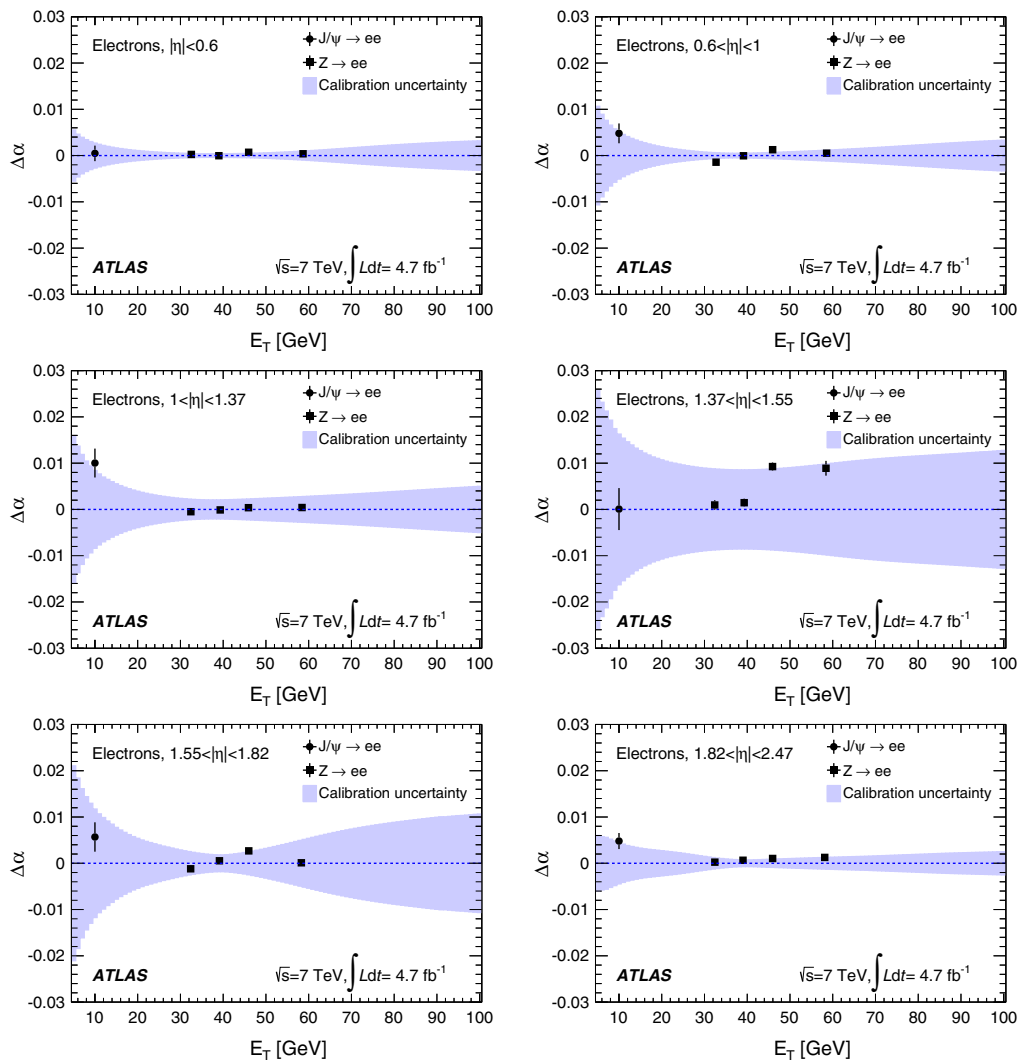 Electrons, |η|<0.6
J/ψ → ee
Z → ee
Calibration uncertainty
0.03
0.02
0.01
0
-0.01
-0.02
-0.03
Δα
ATLAS
√s=7 TeV, ∫ Ldt= 4.7 fb⁻¹
10 20 30 40 50 60 70 80 90 100
E_T [GeV]
Electrons, 0.6<|η|<1
J/ψ → ee
Z → ee
Calibration uncertainty
0.03
0.02
0.01
0
-0.01
-0.02
-0.03
Δα
ATLAS
√s=7 TeV, ∫ Ldt= 4.7 fb⁻¹
10 20 30 40 50 60 70 80 90 100
E_T [GeV]
Electrons, 1<|η|<1.37
J/ψ → ee
Z → ee
Calibration uncertainty
0.03
0.02
0.01
0
-0.01
-0.02
-0.03
Δα
ATLAS
√s=7 TeV, ∫ Ldt= 4.7 fb⁻¹
10 20 30 40 50 60 70 80 90 100
E_T [GeV]
Electrons, 1.37<|η|<1.55
J/ψ → ee
Z → ee
Calibration uncertainty
0.03
0.02
0.01
0
-0.01
-0.02
-0.03
Δα
ATLAS
√s=7 TeV, ∫ Ldt= 4.7 fb⁻¹
10 20 30 40 50 60 70 80 90 100
E_T [GeV]
Electrons, 1.55<|η|<1.82
J/ψ → ee
Z → ee
Calibration uncertainty
0.03
0.02
0.01
0
-0.01
-0.02
-0.03
Δα
ATLAS
√s=7 TeV, ∫ Ldt= 4.7 fb⁻¹
10 20 30 40 50 60 70 80 90 100
E_T [GeV]
Electrons, 1.82<|η|<2.47
J/ψ → ee
Z → ee
Calibration uncertainty
0.03
0.02
0.01
0
-0.01
-0.02
-0.03
Δα
ATLAS
√s=7 TeV, ∫ Ldt= 4.7 fb⁻¹
10 20 30 40 50 60 70 80 90 100
E_T [GeV]